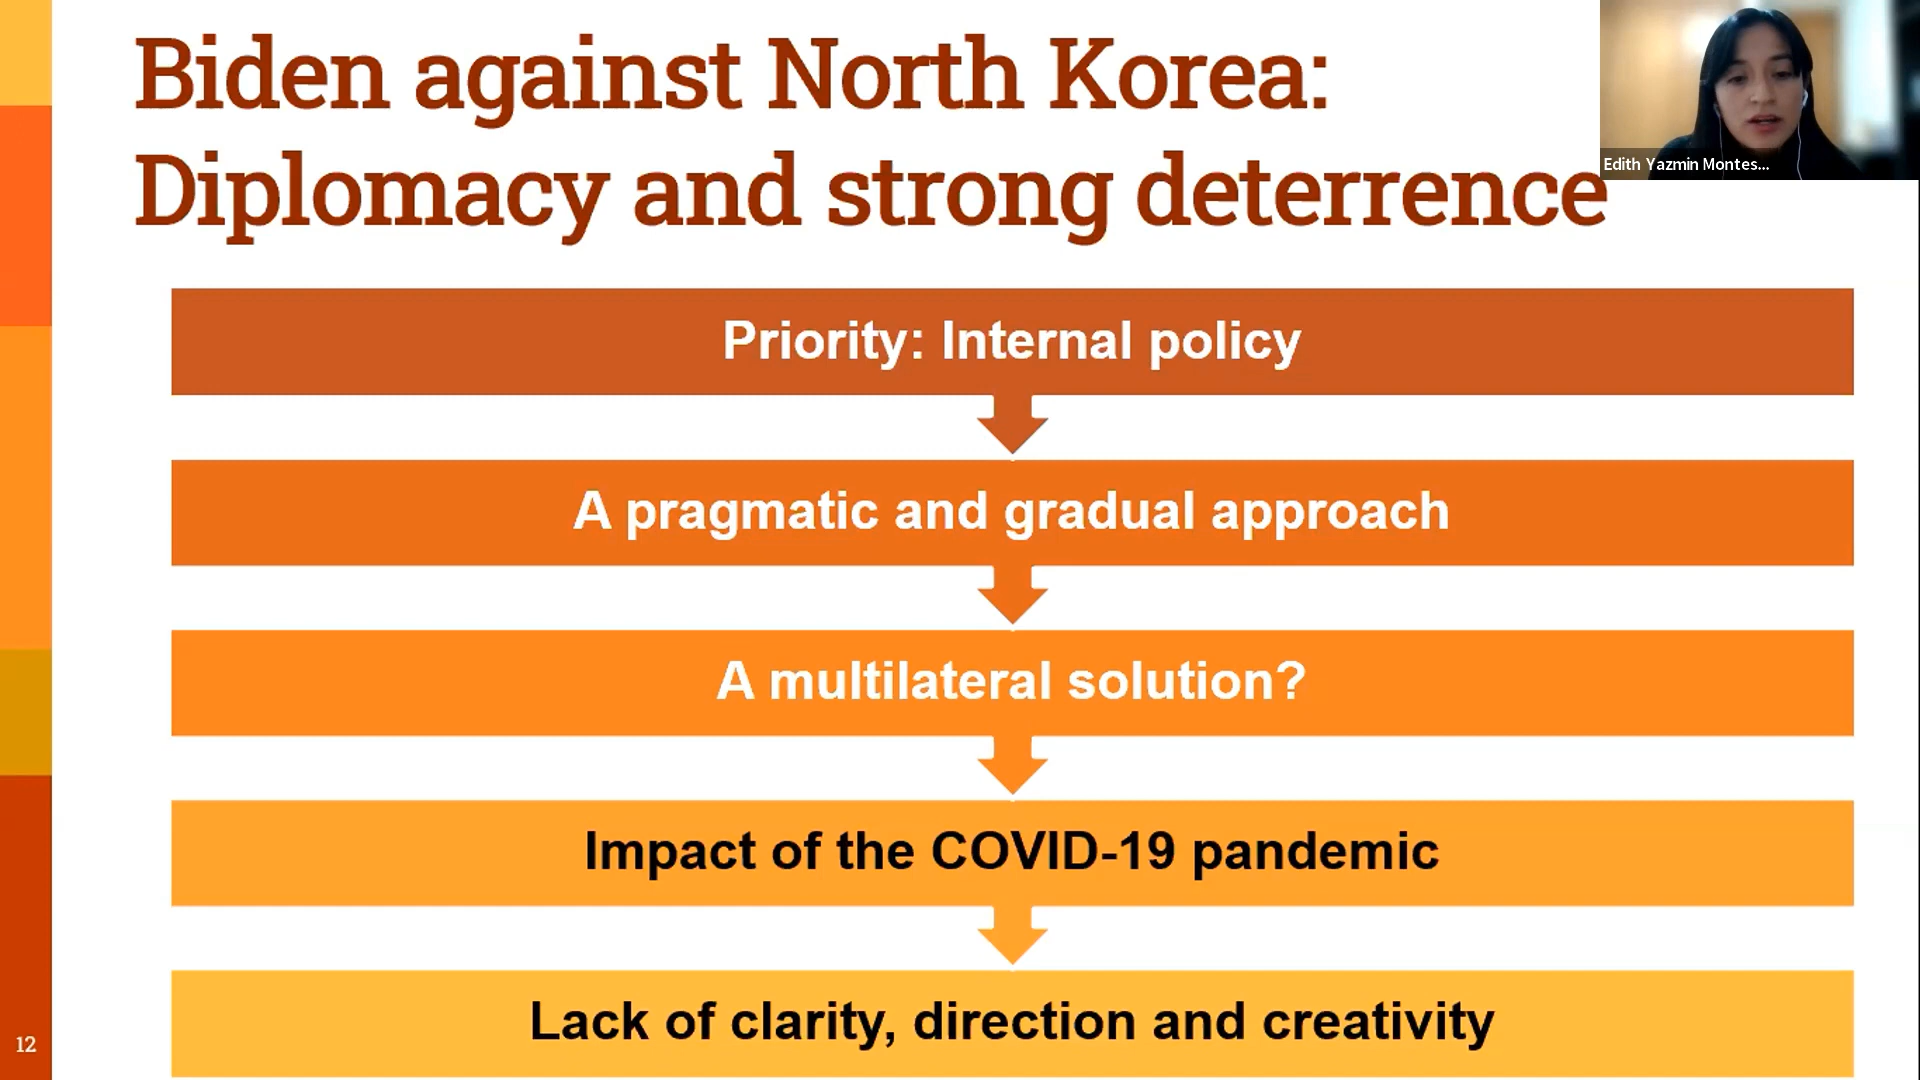 Biden against North Korea:
Diplomacy and strong deterrence
Edith Yazmin Montes...
Priority: Internal policy
A pragmatic and gradual approach
A multilateral solution?
Impact of the COVID-19 pandemic
Lack of clarity, direction and creativity
12